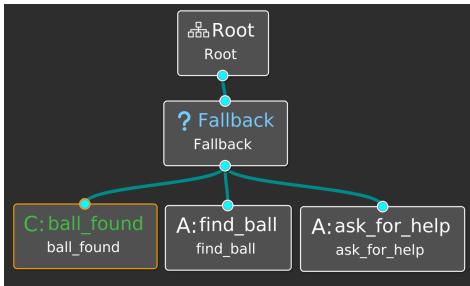 Root
Root
? Fallback
Fallback
C: ball_found
ball_found
A: find_ball
find_ball
A: ask_for_help
ask_for_help